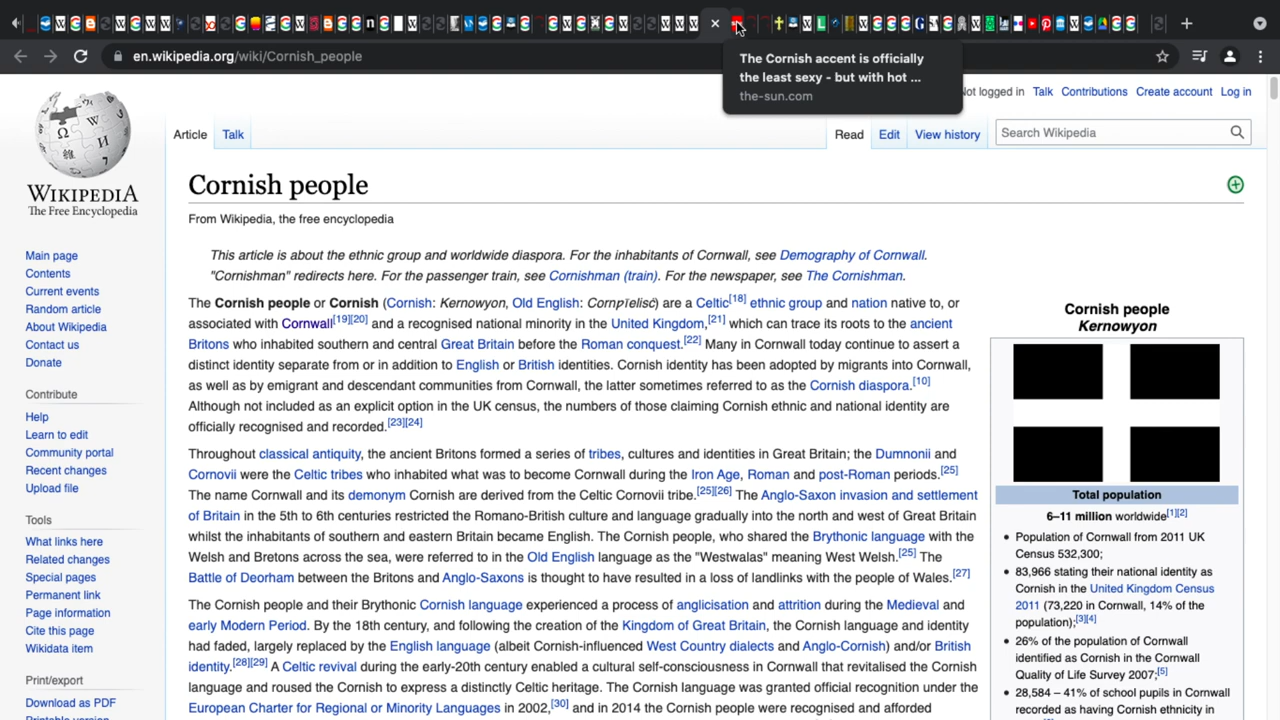 en.wikipedia.org/wiki/Cornish_people
The Cornish accent is officially
the least sexy - but with hot ...
the-sun.com
Not logged in Talk Contributions Create account Log in
WIKIPEDIA
The Free Encyclopedia
Article Talk
Read Edit View history
Search Wikipedia
Main page
Contents
Current events
Random article
About Wikipedia
Contact us
Donate
Contribute
Help
Learn to edit
Community portal
Recent changes
Upload file
Tools
What links here
Related changes
Special pages
Permanent link
Page information
Cite this page
Wikidata item
Print/export
Download as PDF
Printable version
Cornish people
From Wikipedia, the free encyclopedia
This article is about the ethnic group and worldwide diaspora. For the inhabitants of Cornwall, see Demography of Cornwall.
"Cornishman" redirects here. For the passenger train, see Cornishman (train). For the newspaper, see The Cornishman.
The Cornish people or Cornish (Cornish: Kernowyon, Old English: Cornƿīelisċ) are a Celtic[18] ethnic group and nation native to, or
associated with Cornwall[19][20] and a recognised national minority in the United Kingdom,[21] which can trace its roots to the ancient
Britons who inhabited southern and central Great Britain before the Roman conquest.[22] Many in Cornwall today continue to assert a
distinct identity separate from or in addition to English or British identities. Cornish identity has been adopted by migrants into Cornwall,
as well as by emigrant and descendant communities from Cornwall, the latter sometimes referred to as the Cornish diaspora.[10]
Although not included as an explicit option in the UK census, the numbers of those claiming Cornish ethnic and national identity are
officially recognised and recorded.[23][24]
Throughout classical antiquity, the ancient Britons formed a series of tribes, cultures and identities in Great Britain; the Dumnonii and
Cornovii were the Celtic tribes who inhabited what was to become Cornwall during the Iron Age, Roman and post-Roman periods.[25]
The name Cornwall and its demonym Cornish are derived from the Celtic Cornovii tribe.[25][26] The Anglo-Saxon invasion and settlement
of Britain in the 5th to 6th centuries restricted the Romano-British culture and language gradually into the north and west of Great Britain
whilst the inhabitants of southern and eastern Britain became English. The Cornish people, who shared the Brythonic language with the
Welsh and Bretons across the sea, were referred to in the Old English language as the "Westwalas" meaning West Welsh.[25] The
Battle of Deorham between the Britons and Anglo-Saxons is thought to have resulted in a loss of landlinks with the people of Wales.[27]
The Cornish people and their Brythonic Cornish language experienced a process of anglicisation and attrition during the Medieval and
early Modern Period. By the 18th century, and following the creation of the Kingdom of Great Britain, the Cornish language and identity
had faded, largely replaced by the English language (albeit Cornish-influenced West Country dialects and Anglo-Cornish) and/or British
identity.[28][29] A Celtic revival during the early-20th century enabled a cultural self-consciousness in Cornwall that revitalised the Cornish
language and roused the Cornish to express a distinctly Celtic heritage. The Cornish language was granted official recognition under the
European Charter for Regional or Minority Languages in 2002,[30] and in 2014 the Cornish people were recognised and afforded
Cornish people
Kernowyon
Total population
6–11 million worldwide[1][2]
• Population of Cornwall from 2011 UK
Census 532,300;
• 83,966 stating their national identity as
Cornish in the United Kingdom Census
2011 (73,220 in Cornwall, 14% of the
population);[3][4]
• 26% of the population of Cornwall
identified as Cornish in the Cornwall
Quality of Life Survey 2007;[5]
• 28,584 – 41% of school pupils in Cornwall
recorded as having Cornish ethnicity in